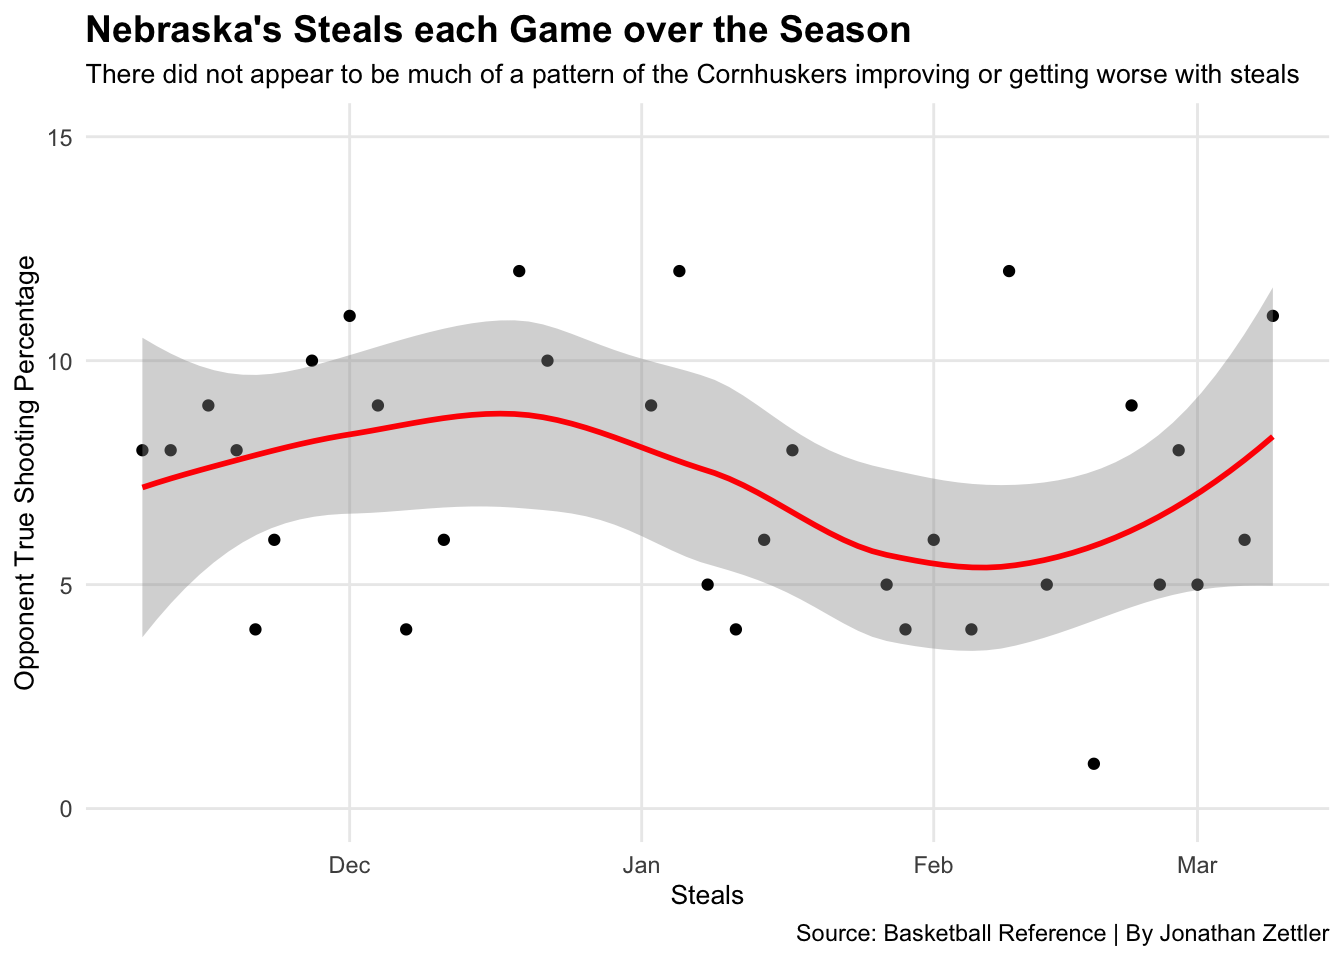 Nebraska's Steals each Game over the Season
There did not appear to be much of a pattern of the Cornhuskers improving or getting worse with steals
15
10
5
0
Opponent True Shooting Percentage
Dec Jan Feb Mar
Steals
Source: Basketball Reference | By Jonathan Zettler